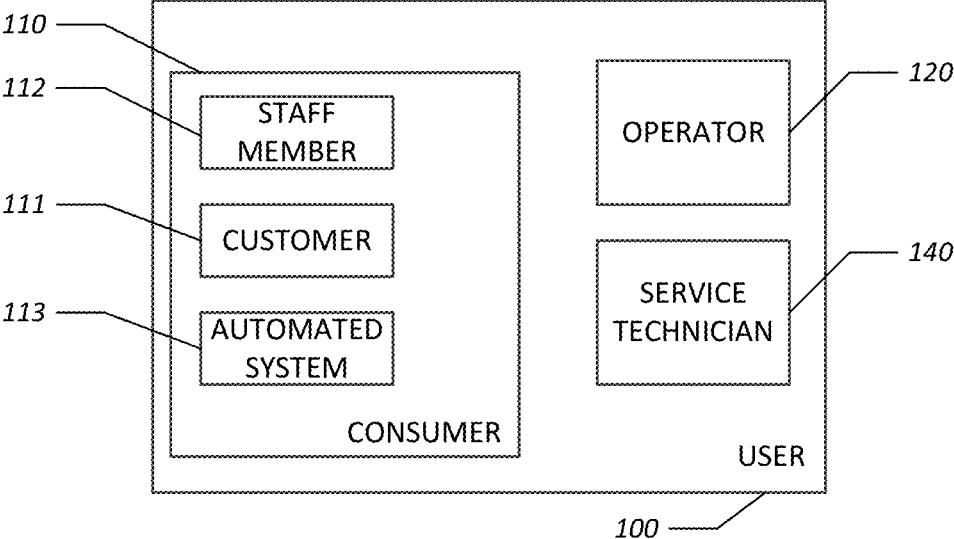 110
112
STAFF
MEMBER
111
CUSTOMER
113
AUTOMATED
SYSTEM
CONSUMER
OPERATOR
120
SERVICE
TECHNICIAN
140
USER
100